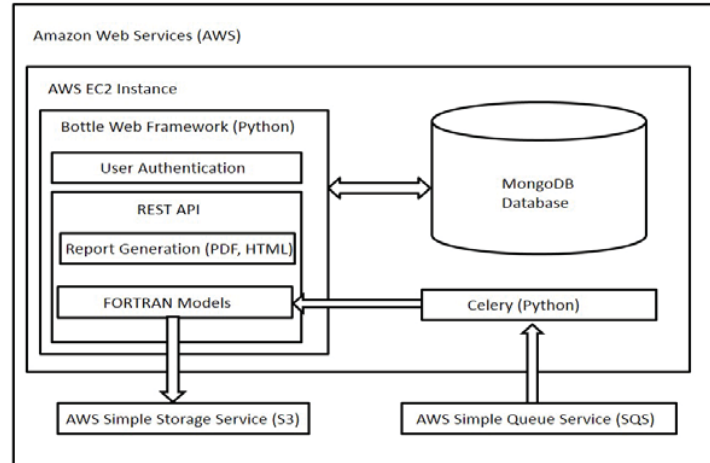 Amazon Web Services (AWS)
AWS EC2 Instance
Bottle Web Framework (Python)
User Authentication
REST API
Report Generation (PDF, HTML)
FORTRAN Models
MongoDB
Database
Celery (Python)
AWS Simple Storage Service (S3)
AWS Simple Queue Service (SQS)